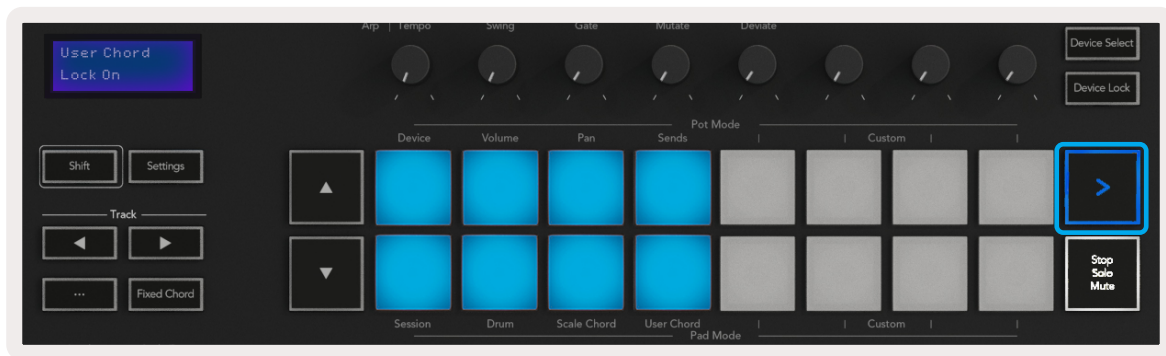 Arp | Tempo Swing Gate Mutate Deviate
User Chord
Lock On
Device Select
Device Lock
Pot Mode
Device Volume Pan Sends | | Custom | |
Shift Settings
>
Track
Stop
Solo
Mute
... Fixed Chord
Session Drum Scale Chord User Chord | | Custom | |
Pad Mode